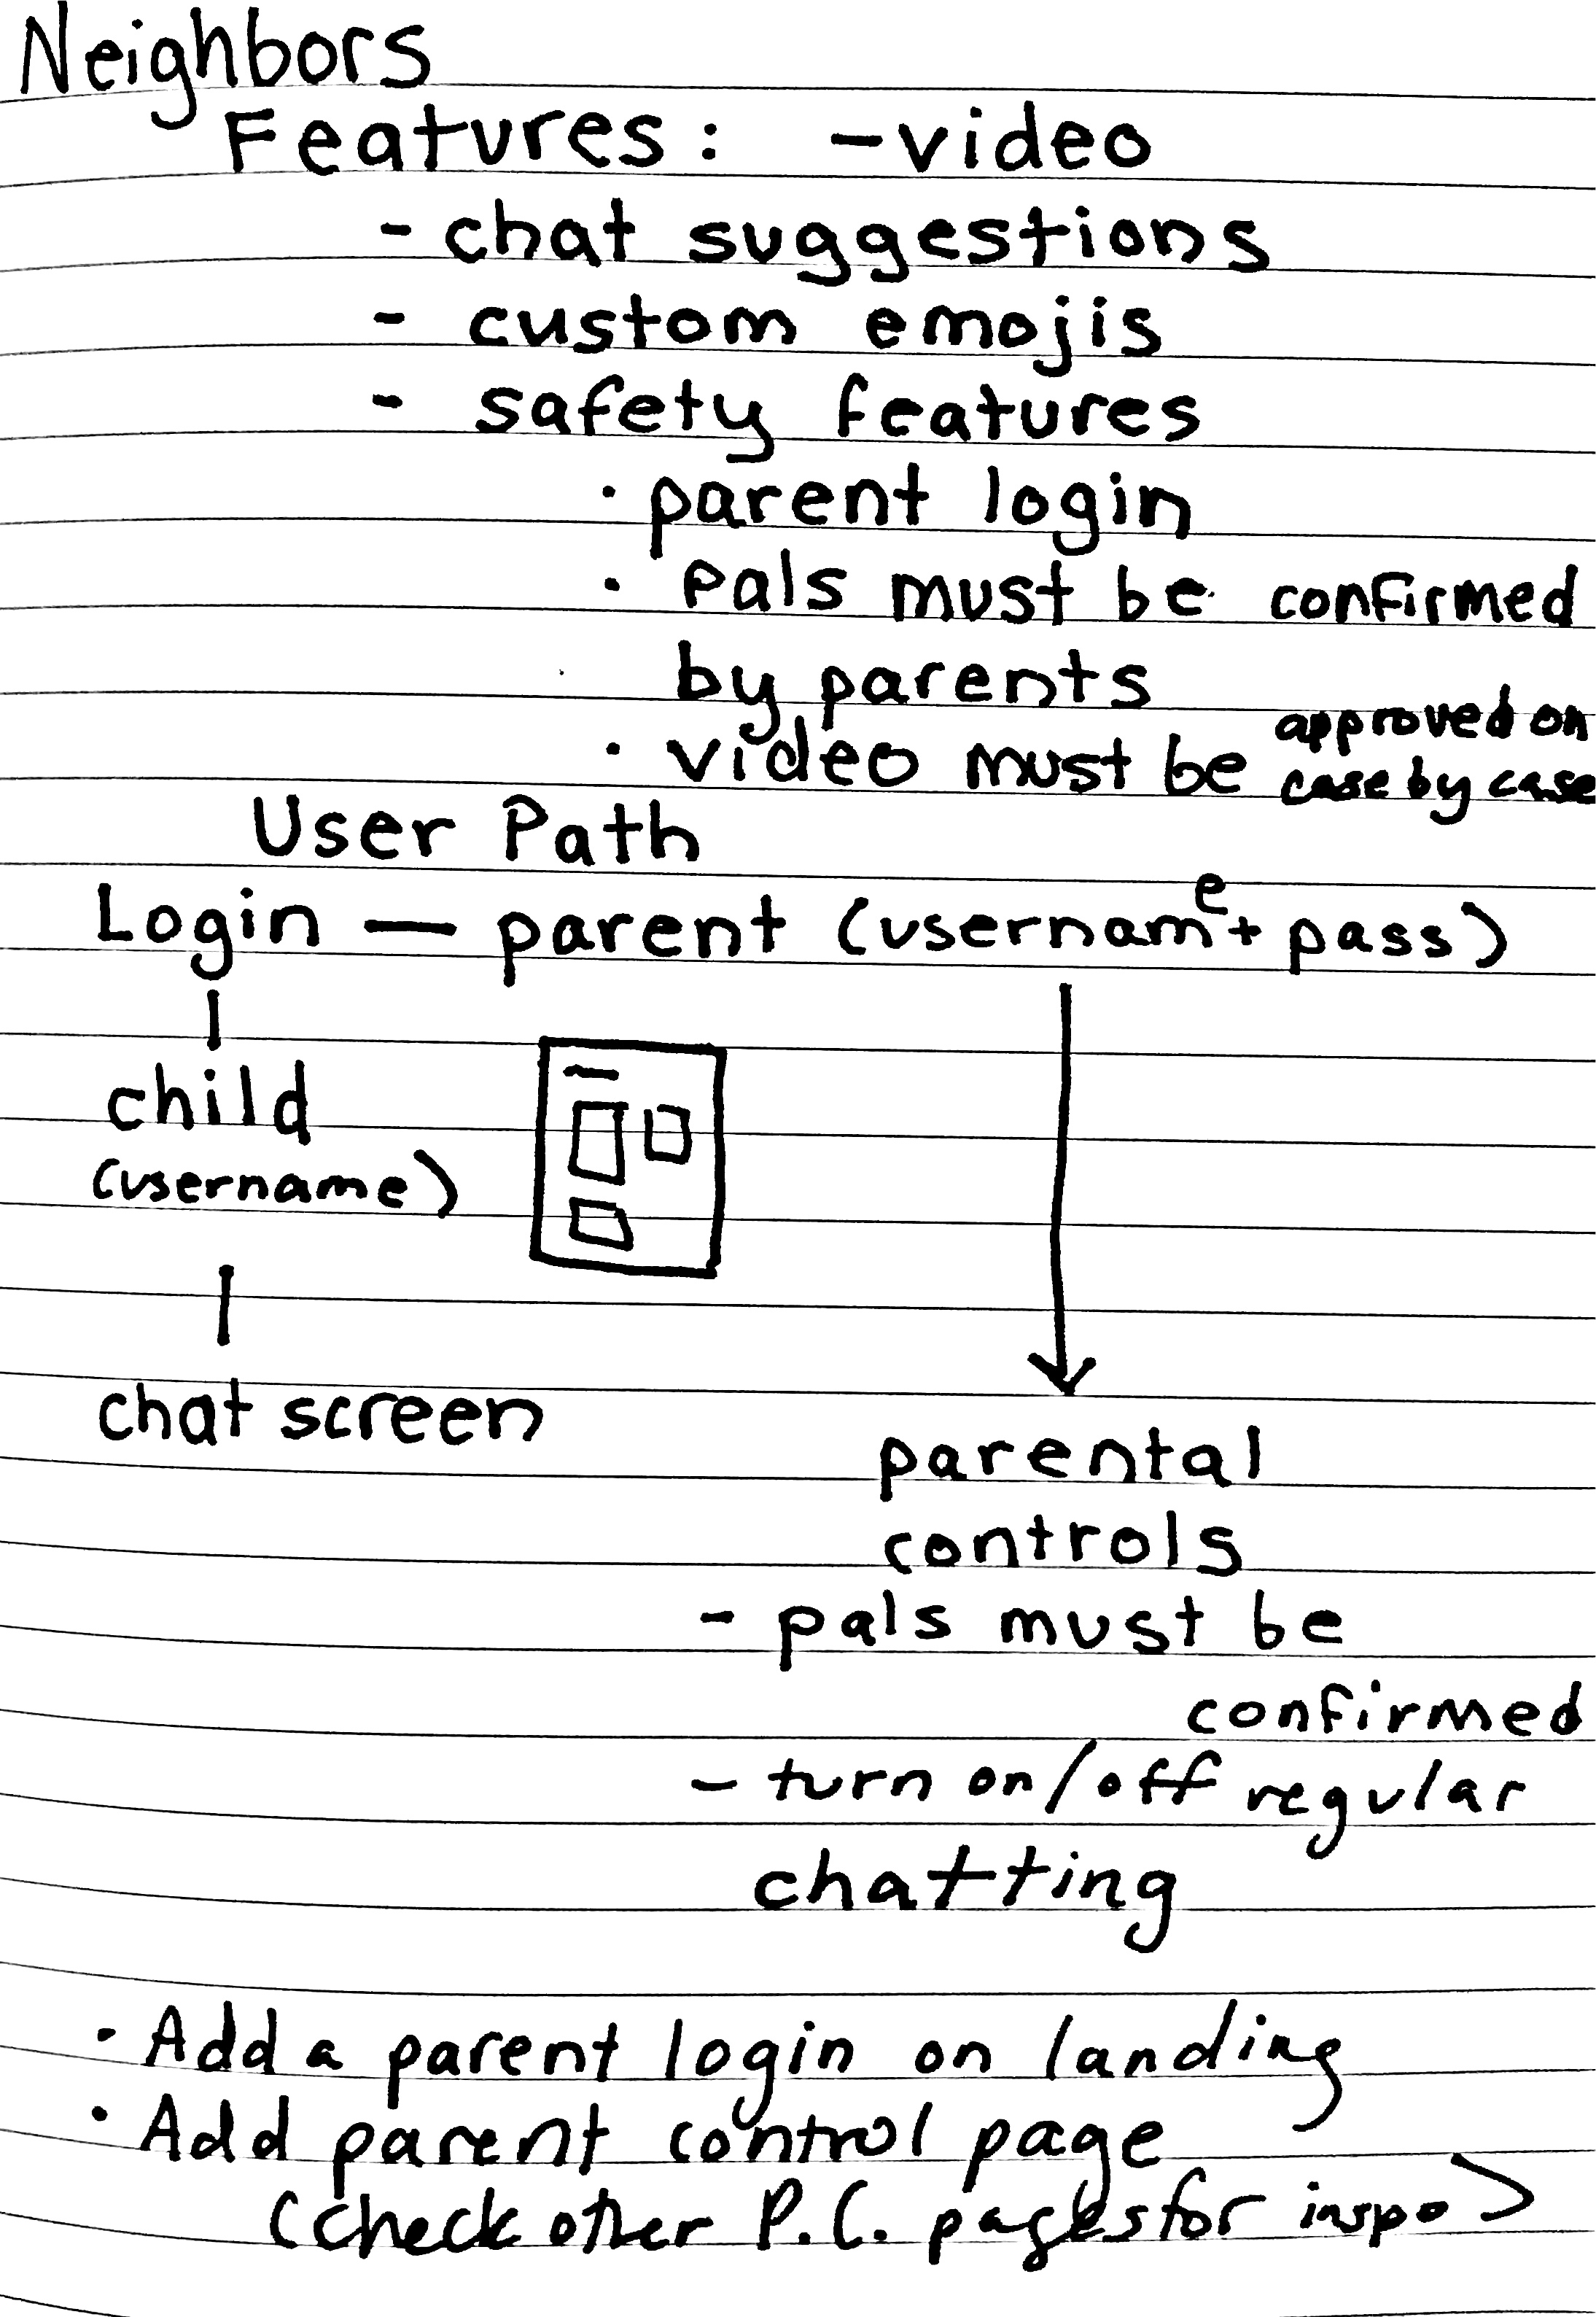 Neighbors
Features: - video
- chat suggestions
- custom emojis
- safety features
· parent login
· pals must be confirmed
by parents
· video must be approved on
case by case
User Path
Login — parent (username + pass)
child
(username)
chat screen
parental
controls
- pals must be
confirmed
- turn on/off regular
chatting
· Add a parent login on landing
· Add parent control page
(check other P.C. pages for inspo)